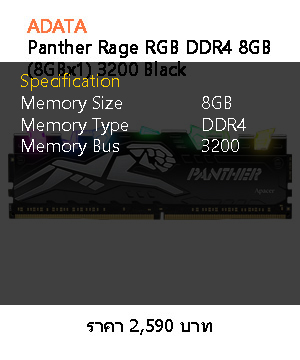 ADATA
Panther Rage RGB DDR4 8GB
(8GBx1) 3200 Black
Specification
Memory Size 8GB
Memory Type DDR4
Memory Bus 3200
PANTHER
Apacer
ราคา 2,590 บาท